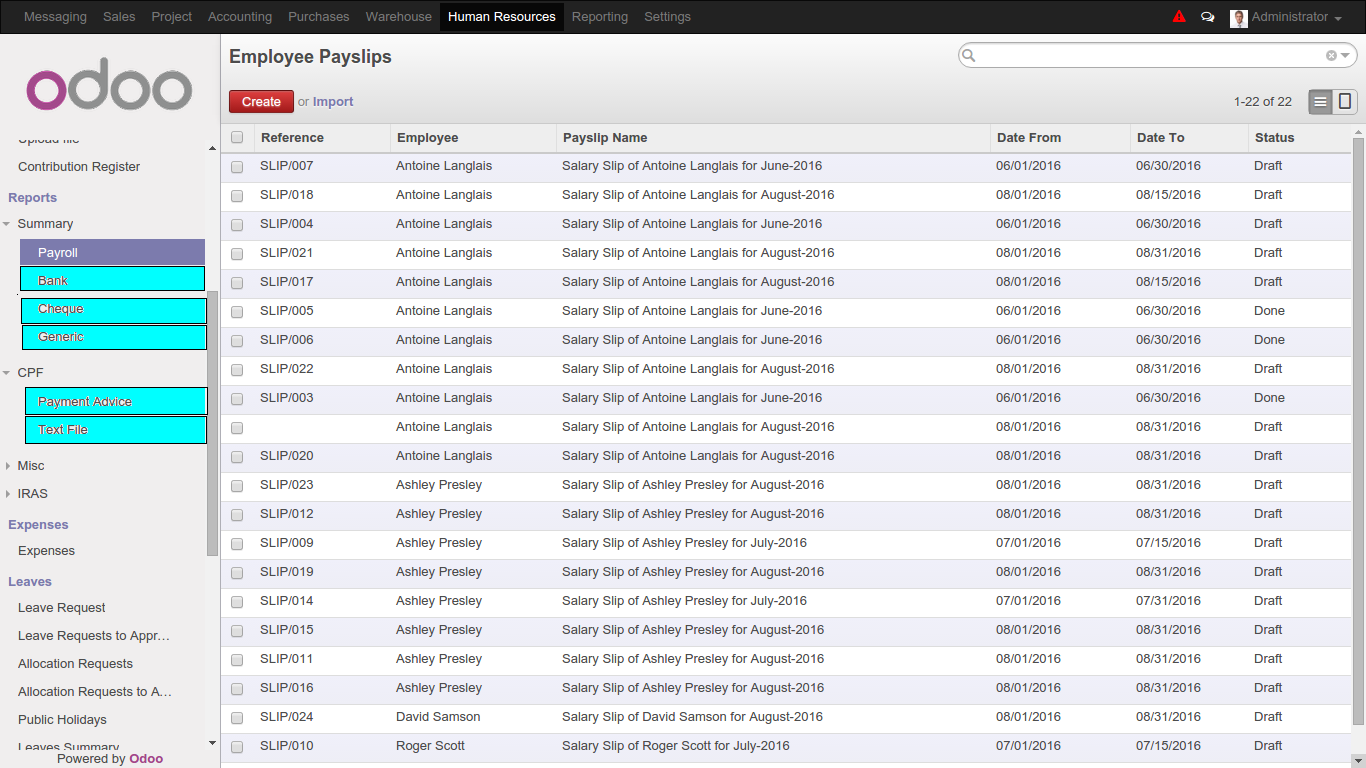 Messaging Sales Project Accounting Purchases Warehouse Human Resources Reporting Settings Administrator
odoo
Upload file
Contribution Register
Reports
Summary
Payroll
Bank
Cheque
Generic
CPF
Payment Advice
Text File
Misc
IRAS
Expenses
Expenses
Leaves
Leave Request
Leave Requests to Appr…
Allocation Requests
Allocation Requests to A…
Public Holidays
Leaves Summary
Powered by Odoo
Employee Payslips
Create or Import 1-22 of 22
Reference Employee Payslip Name Date From Date To Status
SLIP/007 Antoine Langlais Salary Slip of Antoine Langlais for June-2016 06/01/2016 06/30/2016 Draft
SLIP/018 Antoine Langlais Salary Slip of Antoine Langlais for August-2016 08/01/2016 08/15/2016 Draft
SLIP/004 Antoine Langlais Salary Slip of Antoine Langlais for June-2016 06/01/2016 06/30/2016 Draft
SLIP/021 Antoine Langlais Salary Slip of Antoine Langlais for August-2016 08/01/2016 08/31/2016 Draft
SLIP/017 Antoine Langlais Salary Slip of Antoine Langlais for August-2016 08/01/2016 08/15/2016 Draft
SLIP/005 Antoine Langlais Salary Slip of Antoine Langlais for June-2016 06/01/2016 06/30/2016 Done
SLIP/006 Antoine Langlais Salary Slip of Antoine Langlais for June-2016 06/01/2016 06/30/2016 Done
SLIP/022 Antoine Langlais Salary Slip of Antoine Langlais for August-2016 08/01/2016 08/31/2016 Draft
SLIP/003 Antoine Langlais Salary Slip of Antoine Langlais for June-2016 06/01/2016 06/30/2016 Done
Antoine Langlais Salary Slip of Antoine Langlais for August-2016 08/01/2016 08/31/2016 Draft
SLIP/020 Antoine Langlais Salary Slip of Antoine Langlais for August-2016 08/01/2016 08/31/2016 Draft
SLIP/023 Ashley Presley Salary Slip of Ashley Presley for August-2016 08/01/2016 08/31/2016 Draft
SLIP/012 Ashley Presley Salary Slip of Ashley Presley for August-2016 08/01/2016 08/31/2016 Draft
SLIP/009 Ashley Presley Salary Slip of Ashley Presley for July-2016 07/01/2016 07/15/2016 Draft
SLIP/019 Ashley Presley Salary Slip of Ashley Presley for August-2016 08/01/2016 08/31/2016 Draft
SLIP/014 Ashley Presley Salary Slip of Ashley Presley for July-2016 07/01/2016 07/31/2016 Draft
SLIP/015 Ashley Presley Salary Slip of Ashley Presley for August-2016 08/01/2016 08/31/2016 Draft
SLIP/011 Ashley Presley Salary Slip of Ashley Presley for August-2016 08/01/2016 08/31/2016 Draft
SLIP/016 Ashley Presley Salary Slip of Ashley Presley for August-2016 08/01/2016 08/31/2016 Draft
SLIP/024 David Samson Salary Slip of David Samson for August-2016 08/01/2016 08/31/2016 Draft
SLIP/010 Roger Scott Salary Slip of Roger Scott for July-2016 07/01/2016 07/15/2016 Draft